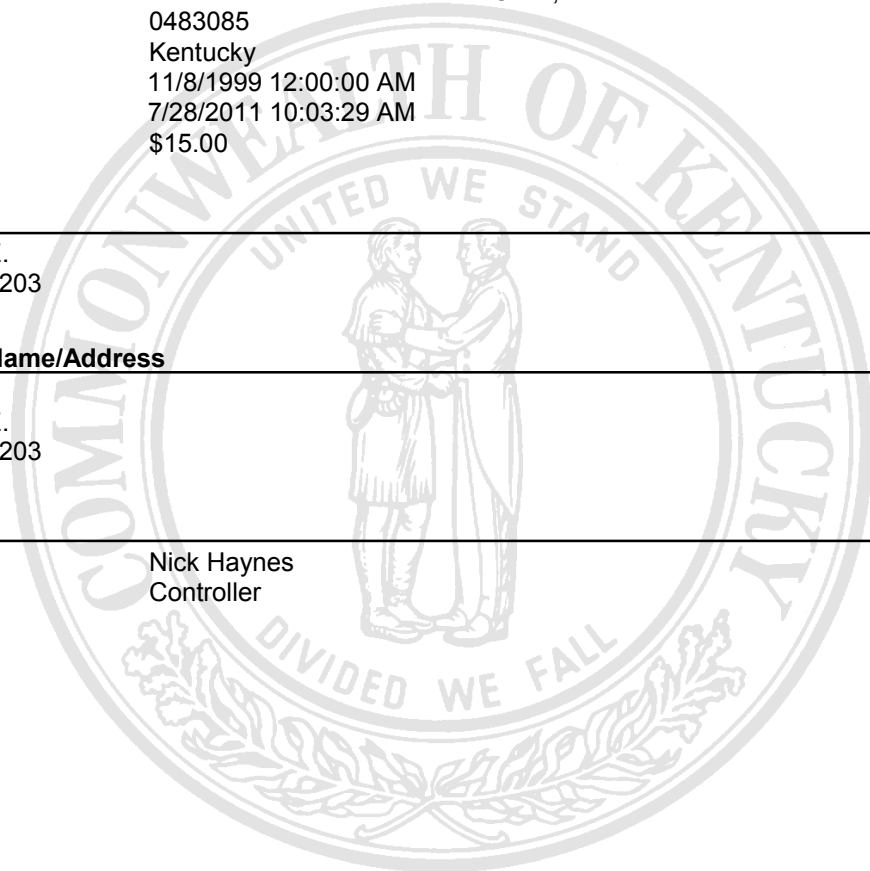 0483085
Kentucky
11/8/1999 12:00:00 AM
7/28/2011 10:03:29 AM
$15.00
COMMONWEALTH OF KENTUCKY
UNITED WE STAND
.
203
ame/Address
.
203
Nick Haynes
Controller
DIVIDED WE FALL